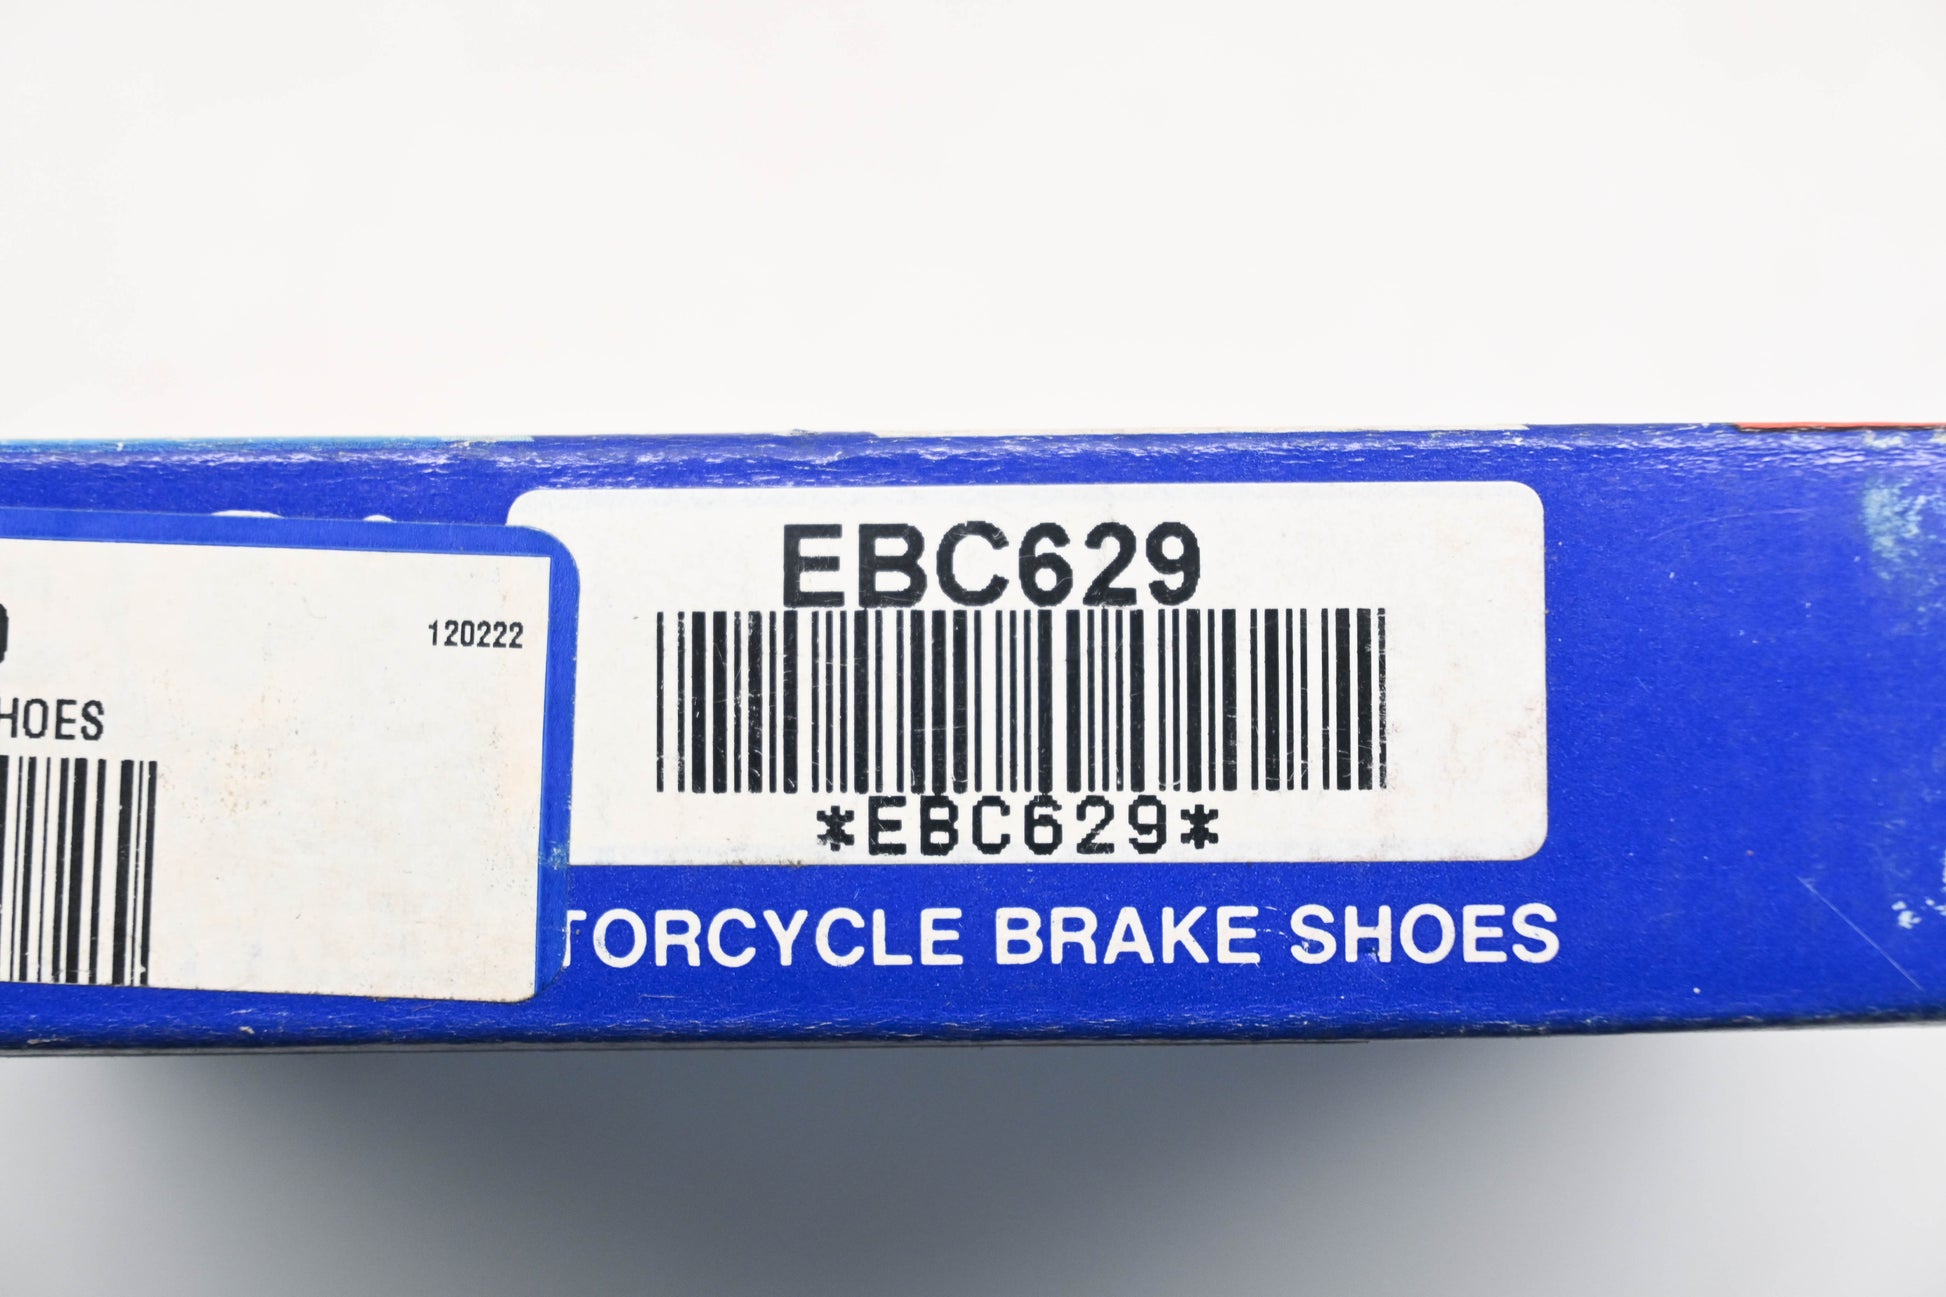 EBC629
*EBC629*
TORCYCLE BRAKE SHOES
120222
HOES